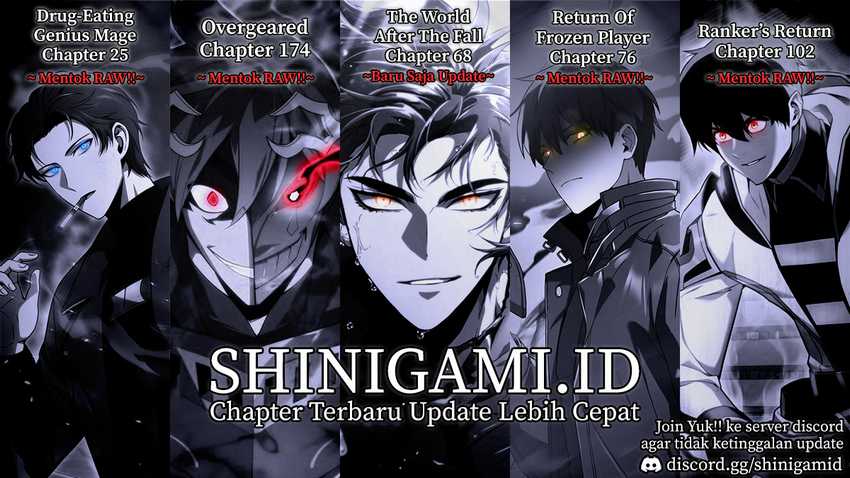 Drug-Eating
Genius Mage
Chapter 25
~ Mentok RAW!!~
Overgeared
Chapter 174
~ Mentok RAW!!~
The World
After The Fall
Chapter 68
~Baru Saja Update~
Return Of
Frozen Player
Chapter 76
~ Mentok RAW!!~
Ranker's Return
Chapter 102
~ Mentok RAW!!~
SHINIGAMI.ID
Chapter Terbaru Update Lebih Cepat
Join Yuk!! ke server discord
agar tidak ketinggalan update
discord.gg/shinigamid